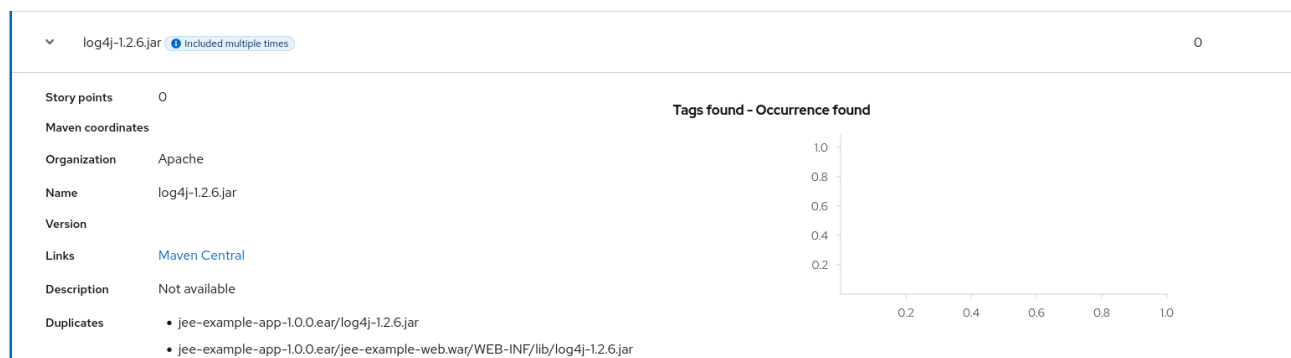 log4j-1.2.6.jar Included multiple times 0
Story points 0
Maven coordinates
Organization Apache
Name log4j-1.2.6.jar
Version
Links Maven Central
Description Not available
Duplicates • jee-example-app-1.0.0.ear/log4j-1.2.6.jar
• jee-example-app-1.0.0.ear/jee-example-web.war/WEB-INF/lib/log4j-1.2.6.jar
Tags found - Occurrence found
1.0
0.8
0.6
0.4
0.2
0.2 0.4 0.6 0.8 1.0